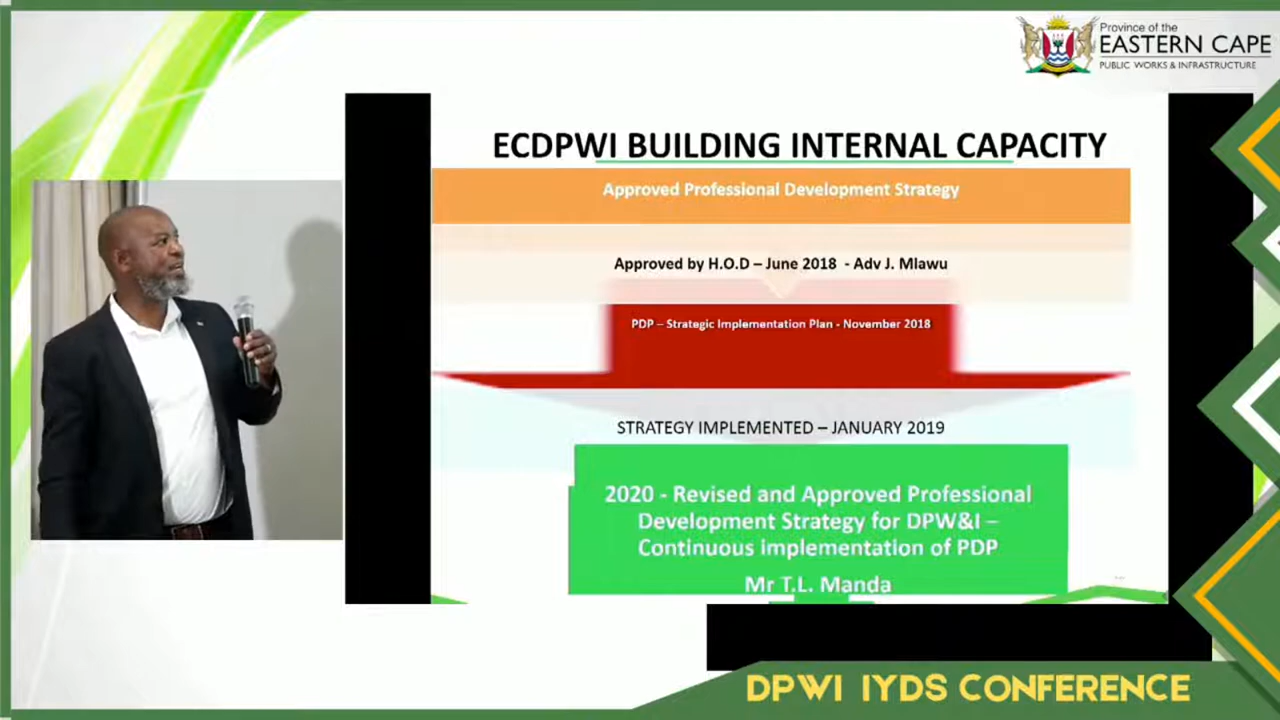 Province of the
EASTERN CAPE
PUBLIC WORKS & INFRASTRUCTURE
ECDPWI BUILDING INTERNAL CAPACITY
Approved Professional Development Strategy
Approved by H.O.D – June 2018 - Adv J. Mlawu
PDP – Strategic Implementation Plan - November 2018
STRATEGY IMPLEMENTED – JANUARY 2019
2020 - Revised and Approved Professional
Development Strategy for DPW&I –
Continuous implementation of PDP
Mr T.L. Manda
DPWI IYDS CONFERENCE